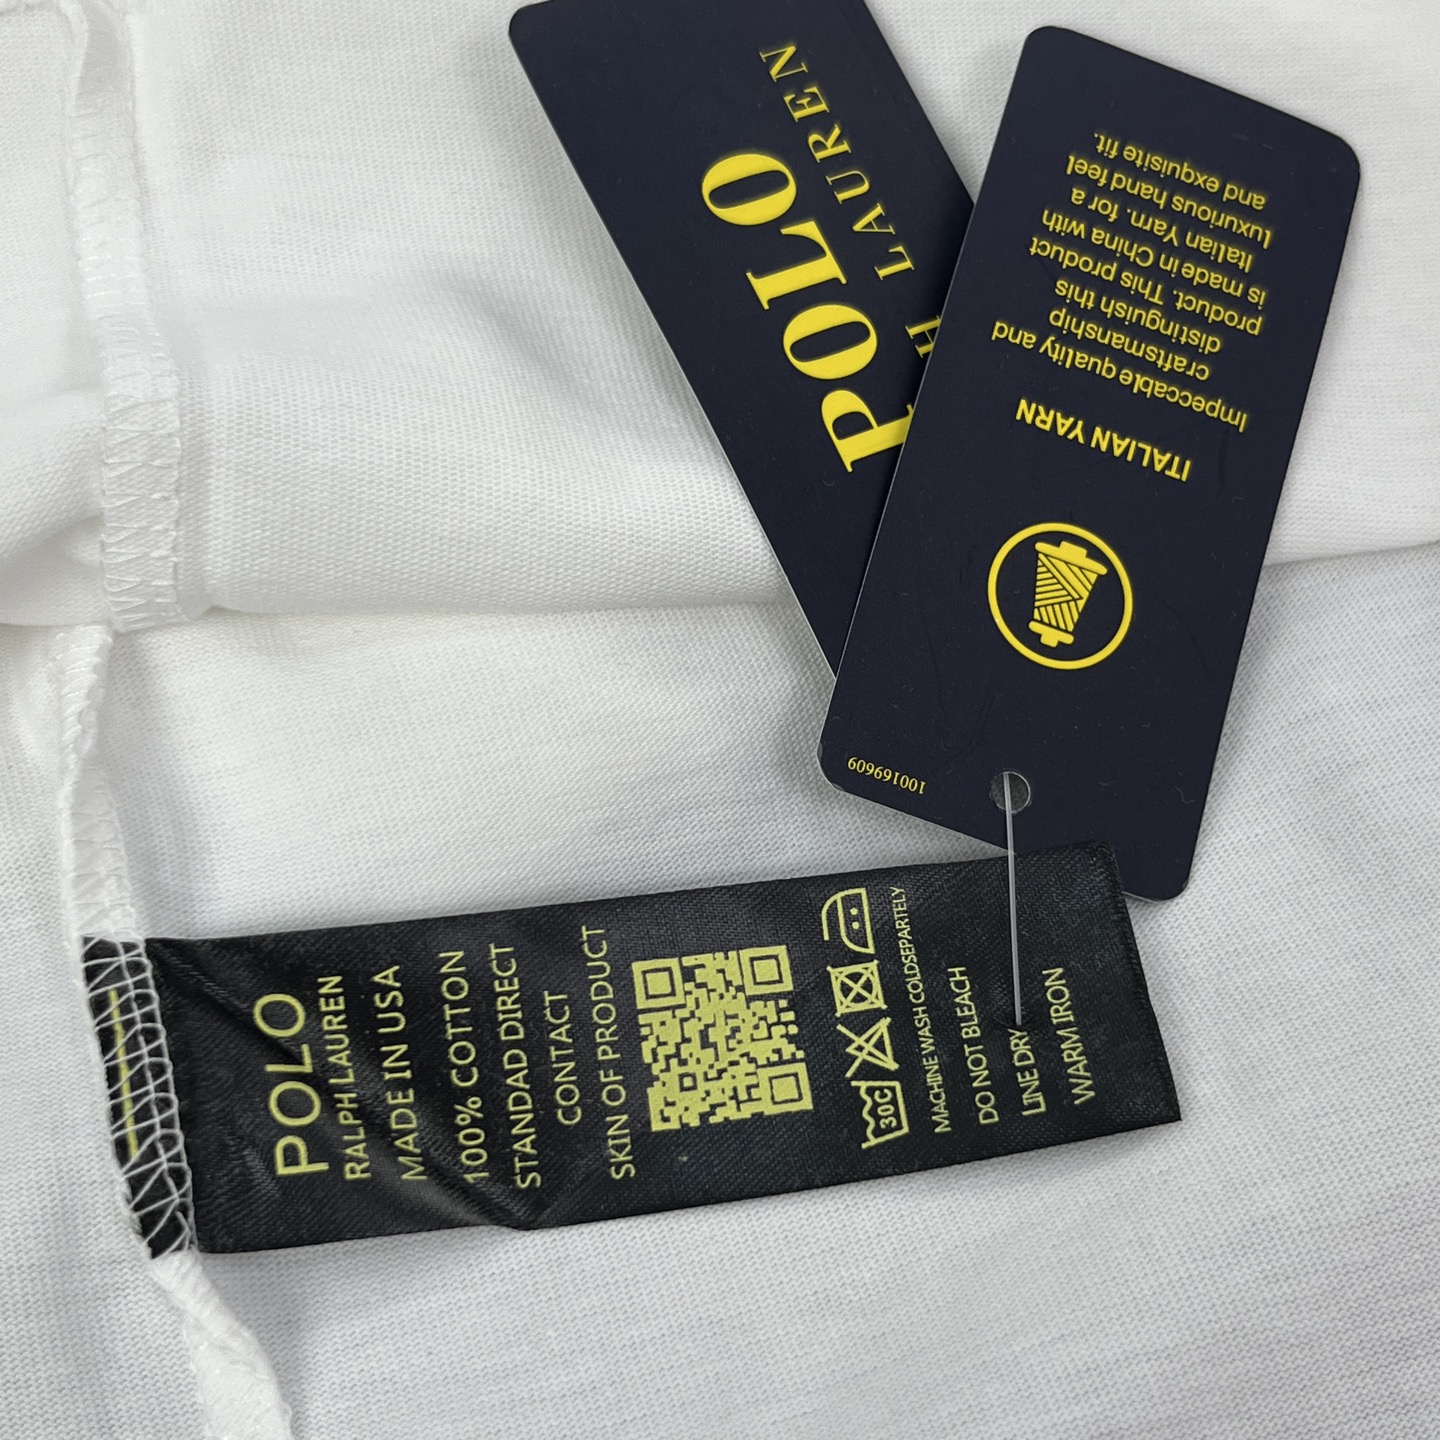 POLO
H LAUREN
ITALIAN YARN
Impeccable quality and
craftsmanship
distinguish this
product. This product
is made in China with
Italian Yarn. for a
luxurious hand feel
and exquisite fit.
100169609
POLO
RALPH LAUREN
MADE IN USA
100% COTTON
STANDAD DIRECT
CONTACT
SKIN OF PRODUCT
30C
MACHINE WASH COLDSEPARTELY
DO NOT BLEACH
LINE DRY
WARM IRON